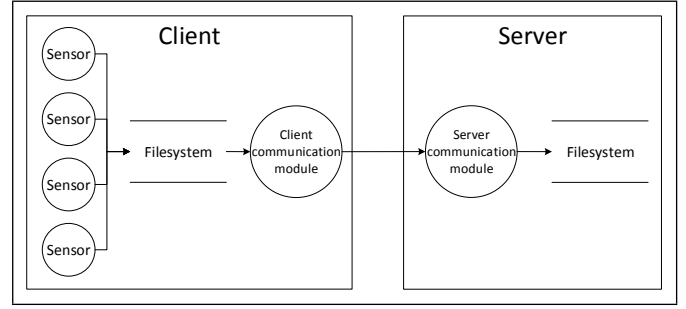 Client
Server
Sensor
Sensor
Sensor
Sensor
Filesystem
Client
communication
module
Server
communication
module
Filesystem